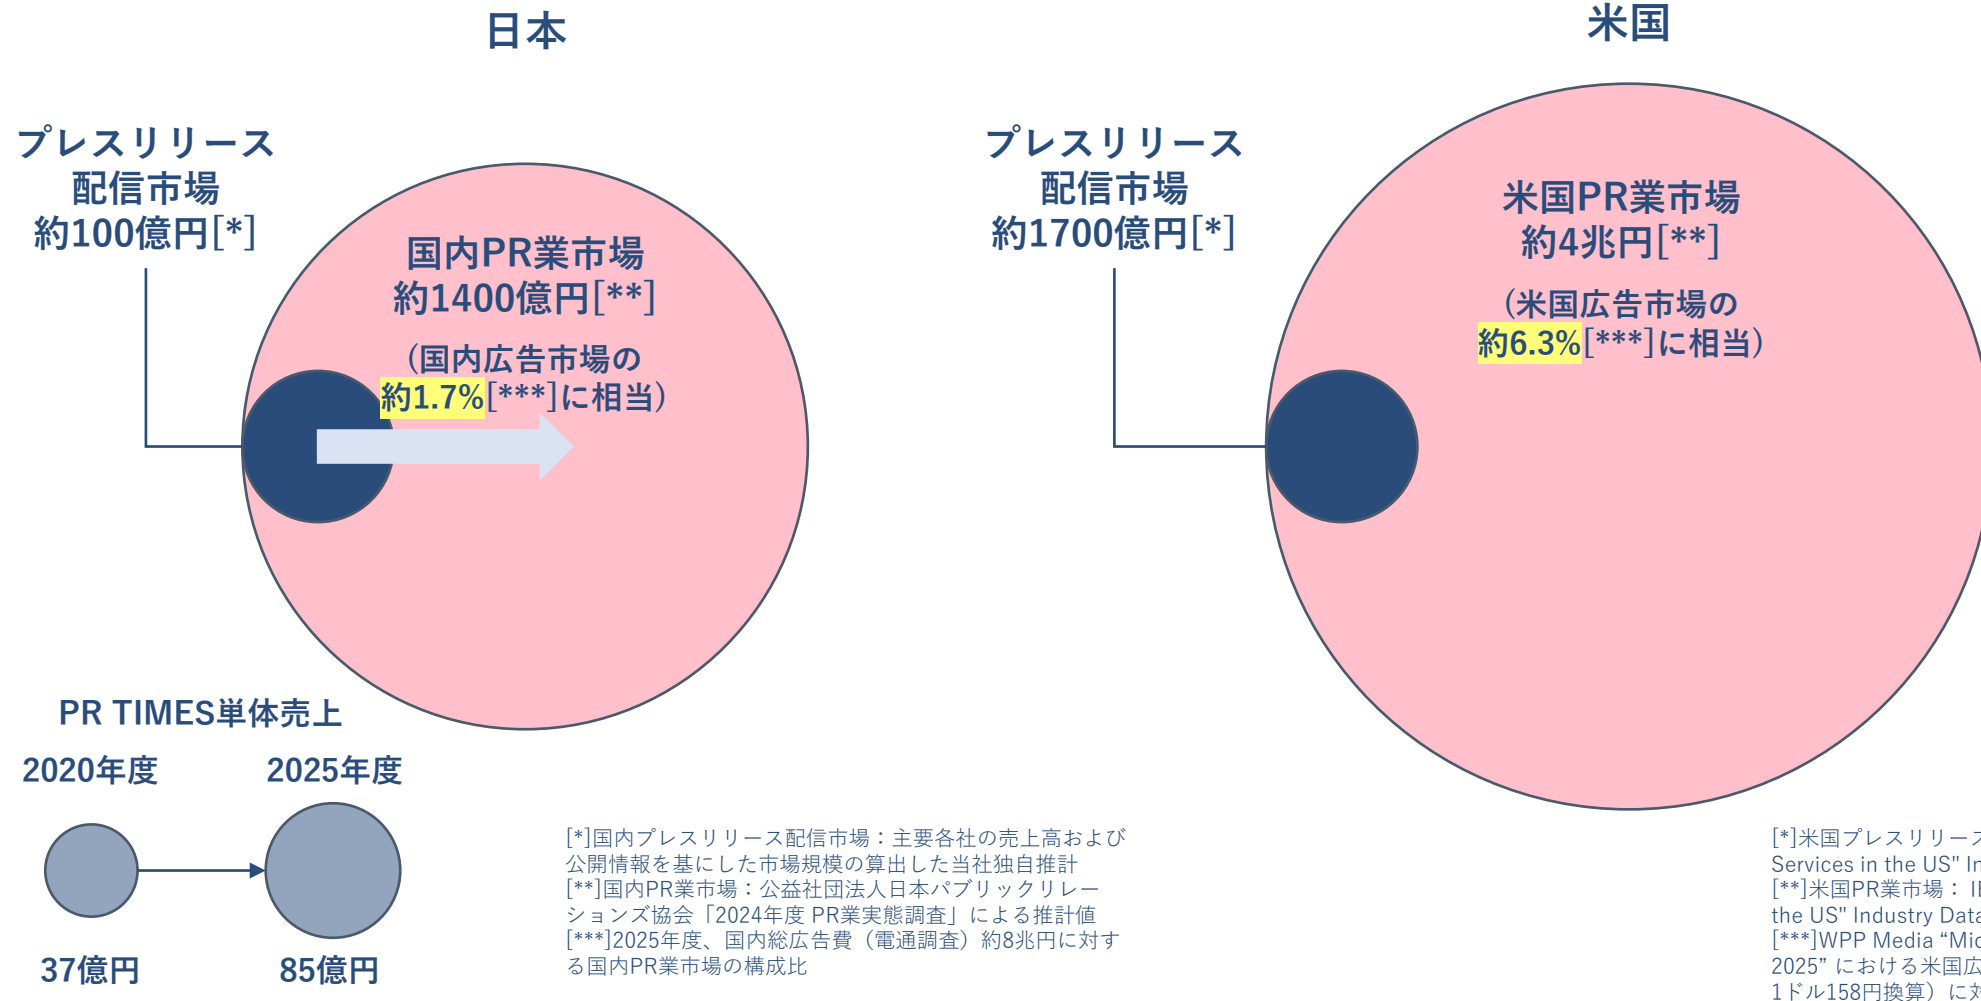 日本
プレスリリース
配信市場
約100億円[*]
国内PR業市場
約1400億円[**]
(国内広告市場の
約1.7%[***]に相当)
PR TIMES単体売上
2020年度
2025年度
37億円
85億円
[*]国内プレスリリース配信市場：主要各社の売上高および
公開情報を基にした市場規模の算出した当社独自推計
[**]国内PR業市場：公益社団法人日本パブリックリレー
ションズ協会「2024年度 PR業実態調査」による推計値
[***]2025年度、国内総広告費（電通調査）約8兆円に対す
る国内PR業市場の構成比
米国
プレスリリース
配信市場
約1700億円[*]
米国PR業市場
約4兆円[**]
(米国広告市場の
約6.3%[***]に相当)
[*]米国プレスリリース
Services in the US"
[**]米国PR業市場：
the US" Industry Data
[***]WPP Media
2025” における米国広
1ドル158円換算）に対